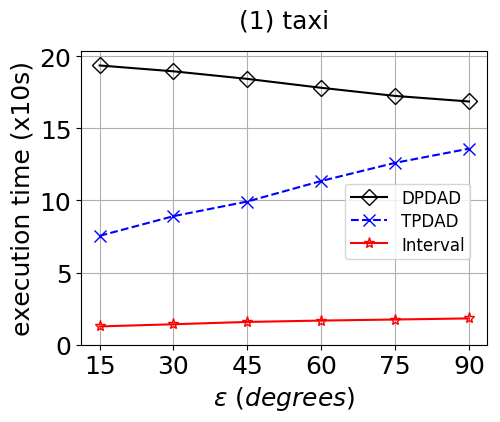 (1) taxi
execution time (x10s)
20
15
10
5
0
DPDAD
TPDAD
Interval
15 30 45 60 75 90
ε (degrees)